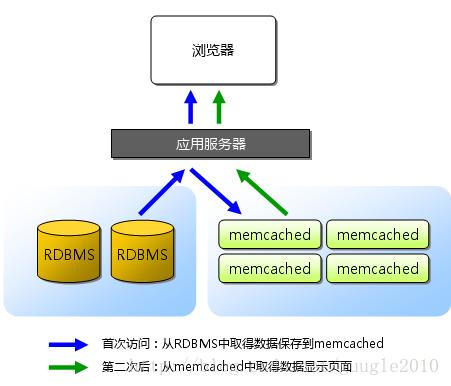 浏览器
应用服务器
RDBMS RDBMS
memcached memcached
memcached memcached
首次访问：从RDBMS中取得数据保存到memcached
第二次后：从memcached中取得数据显示页面